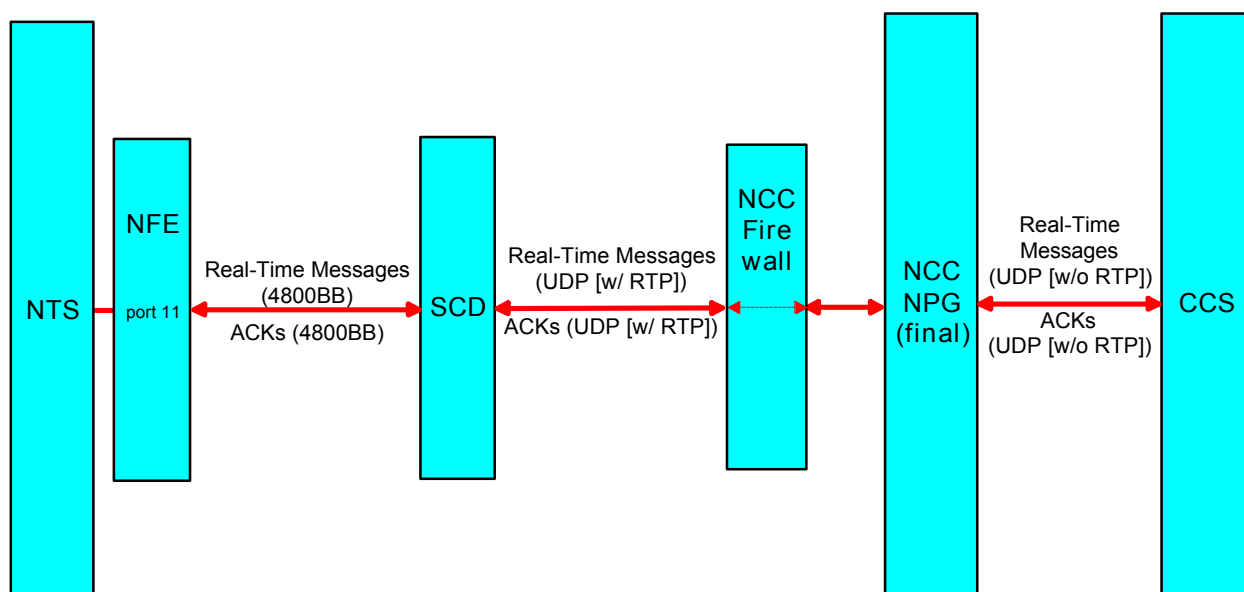 NTS
NFE
port 11
Real-Time Messages
(4800BB)
ACKs (4800BB)
SCD
Real-Time Messages
(UDP [w/ RTP])
ACKs (UDP [w/ RTP])
NCC
Fire
wall
NCC
NPG
(final)
Real-Time
Messages
(UDP [w/o RTP])
ACKs
(UDP [w/o RTP])
CCS